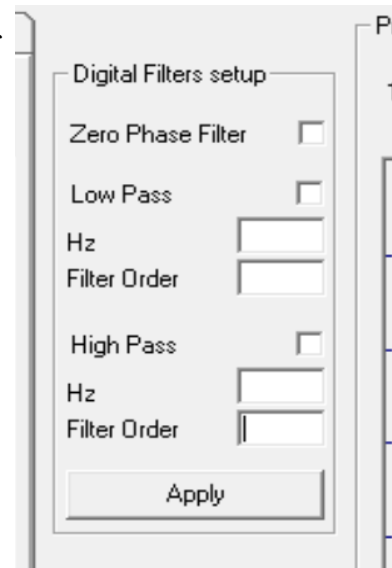 Digital Filters setup
Zero Phase Filter
Low Pass
Hz
Filter Order
High Pass
Hz
Filter Order
Apply